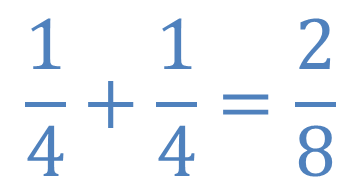 1/4 + 1/4 = 2/8